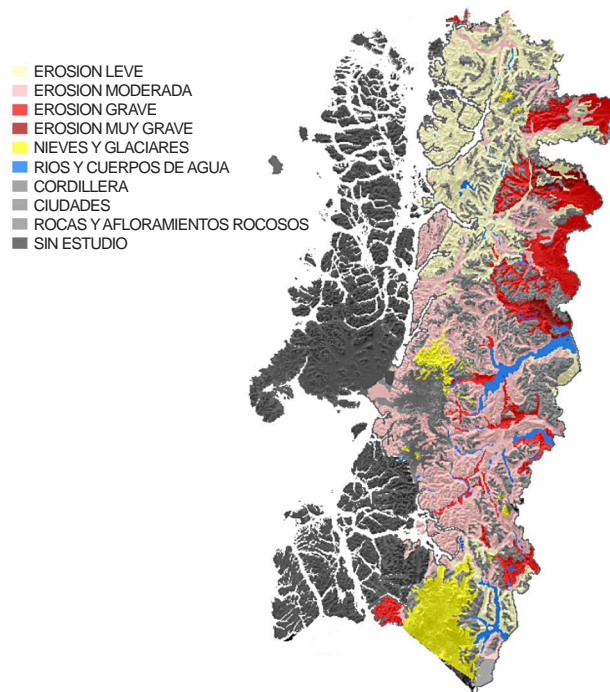 EROSION LEVE
EROSION MODERADA
EROSION GRAVE
EROSION MUY GRAVE
NIEVES Y GLACIARES
RIOS Y CUERPOS DE AGUA
CORDILLERA
CIUDADES
ROCAS Y AFLORAMIENTOS ROCOSOS
SIN ESTUDIO